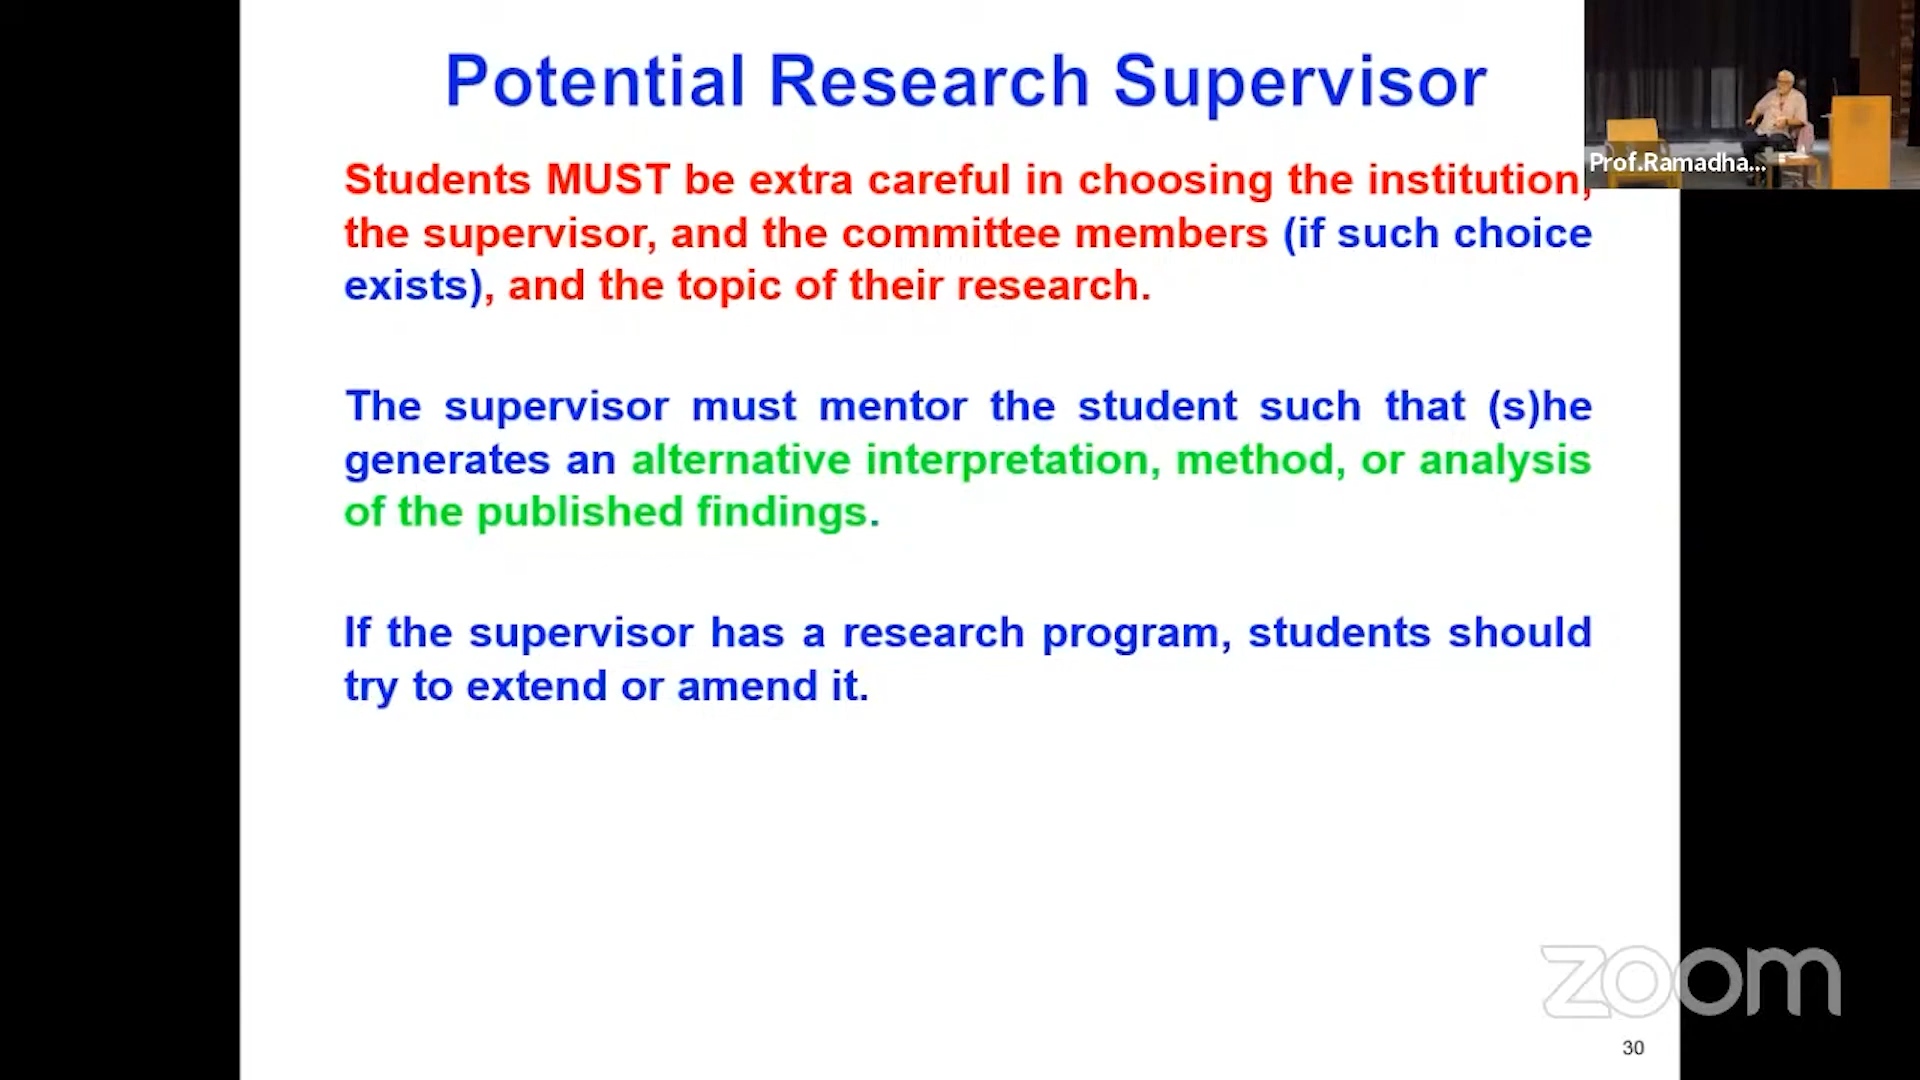 Potential Research Supervisor
Students MUST be extra careful in choosing the institution,
the supervisor, and the committee members (if such choice
exists), and the topic of their research.
The supervisor must mentor the student such that (s)he
generates an alternative interpretation, method, or analysis
of the published findings.
If the supervisor has a research program, students should
try to extend or amend it.
Prof.Ramadha...
zoom
30